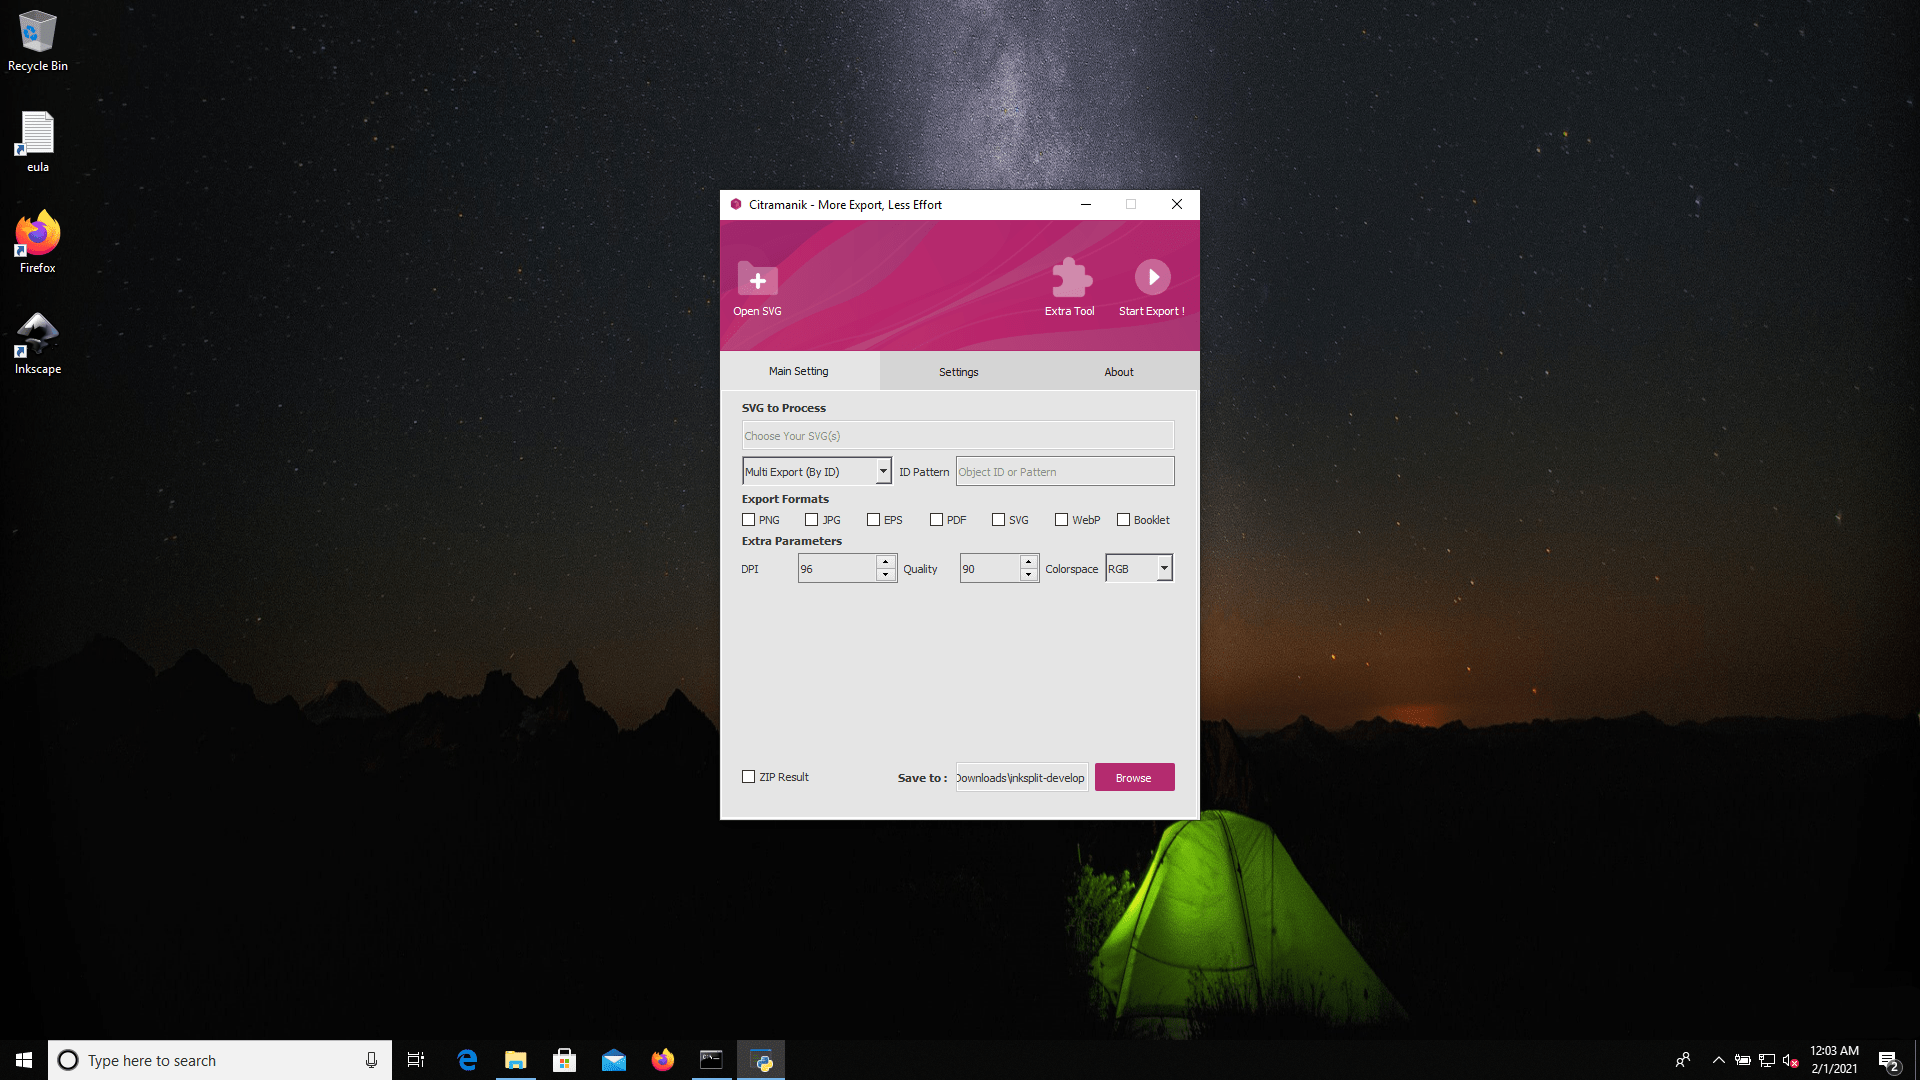 Recycle Bin
eula
Firefox
Inkscape
Citramanik - More Export, Less Effort
Open SVG
Extra Tool
Start Export !
Main Setting
Settings
About
SVG to Process
Choose Your SVG(s)
Multi Export (By ID)
ID Pattern
Object ID or Pattern
Export Formats
PNG
JPG
EPS
PDF
SVG
WebP
Booklet
Extra Parameters
DPI
96
Quality
90
Colorspace
RGB
ZIP Result
Save to :
Downloads\inksplit-develop
Browse
Type here to search
12:03 AM
2/1/2021
2